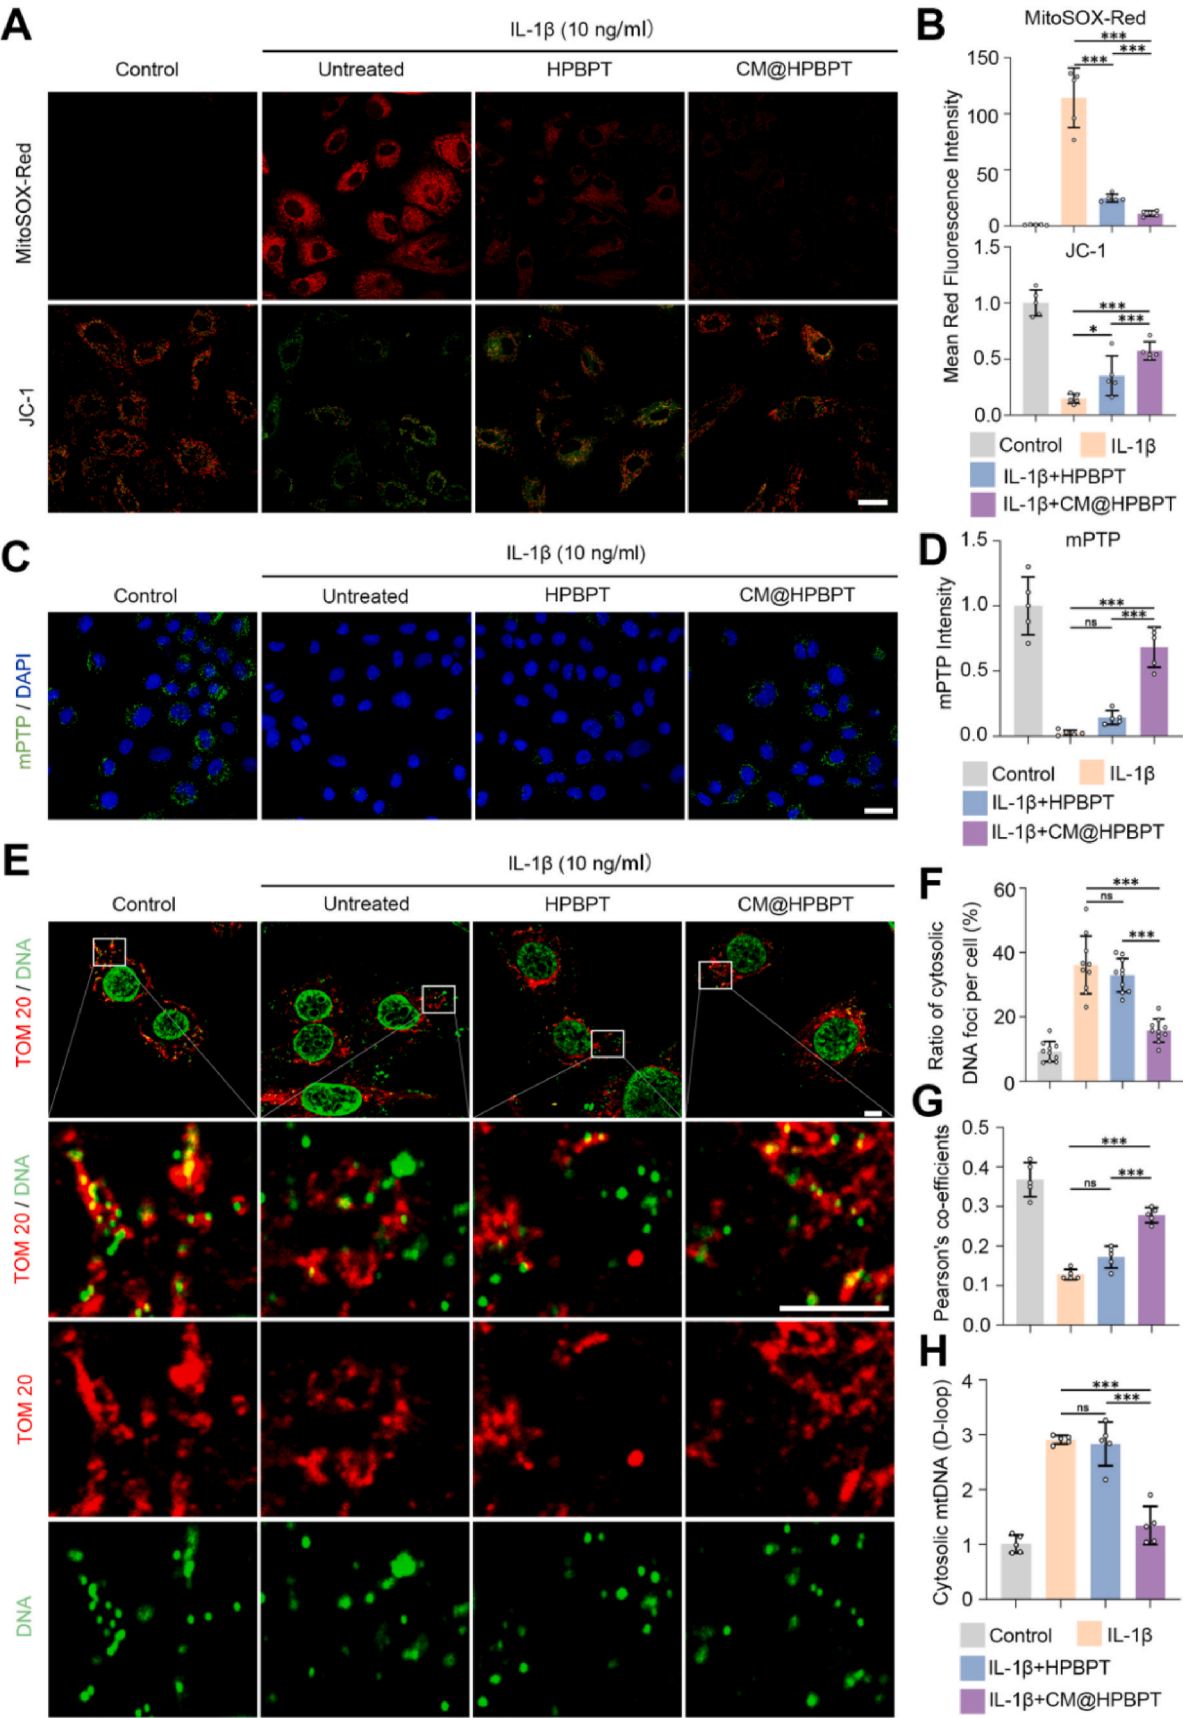 A
IL-1β (10 ng/ml)
Control
Untreated
HPBPT
CM@HPBPT
MitoSOX-Red
JC-1
B
MitoSOX-Red
Mean Red Fluorescence Intensity
150
100
50
0
***
***
***
JC-1
1.5
1.0
0.5
0.0
***
***
*
Control
IL-1β
IL-1β+HPBPT
IL-1β+CM@HPBPT
C
IL-1β (10 ng/ml)
Control
Untreated
HPBPT
CM@HPBPT
mPTP / DAPI
D
mPTP
mPTP Intensity
1.5
1.0
0.5
0.0
***
***
ns
Control
IL-1β
IL-1β+HPBPT
IL-1β+CM@HPBPT
E
IL-1β (10 ng/ml)
Control
Untreated
HPBPT
CM@HPBPT
TOM 20 / DNA
TOM 20 / DNA
TOM 20
DNA
F
Ratio of cytosolic
DNA foci per cell (%)
60
40
20
0
***
ns
***
G
Pearson's co-efficients
0.5
0.4
0.3
0.2
0.1
0.0
***
***
ns
H
Cytosolic mtDNA (D-loop)
4
3
2
1
0
***
***
ns
Control
IL-1β
IL-1β+HPBPT
IL-1β+CM@HPBPT